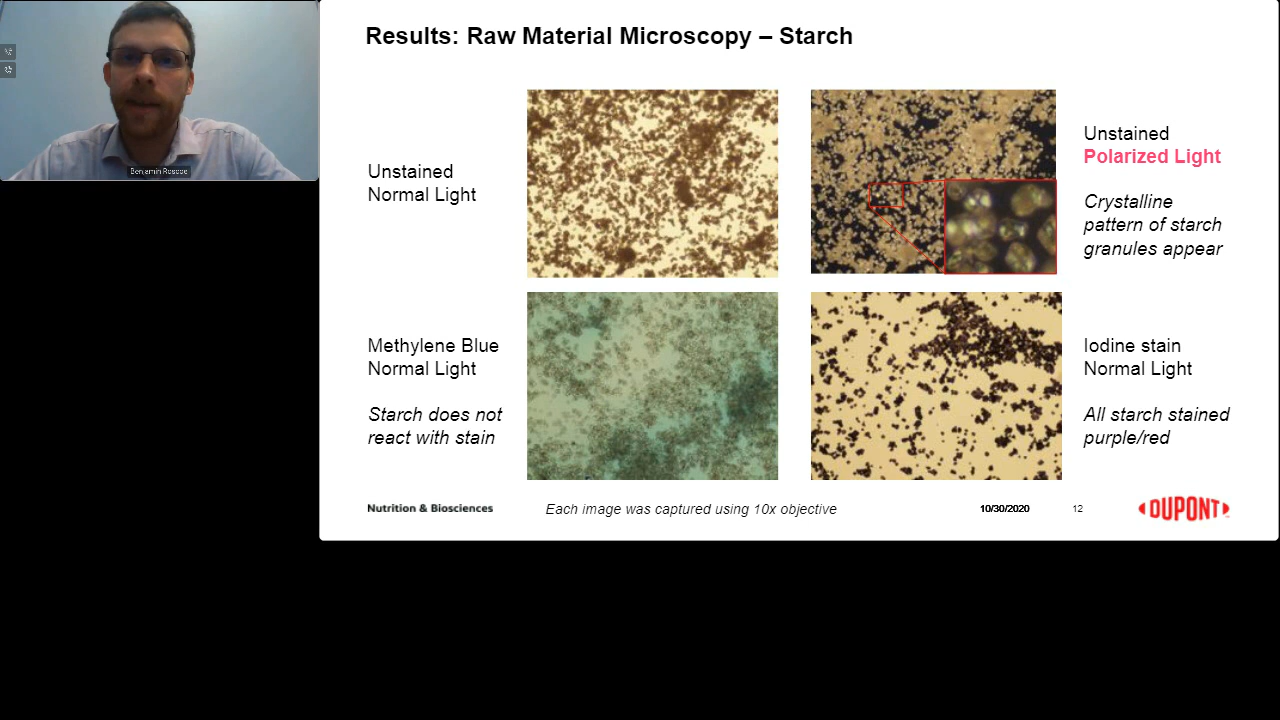 Benjamin Roscoe
Results: Raw Material Microscopy – Starch
Unstained
Normal Light
Unstained
Polarized Light
Crystalline
pattern of starch
granules appear
Methylene Blue
Normal Light
Starch does not
react with stain
Iodine stain
Normal Light
All starch stained
purple/red
Nutrition & Biosciences
Each image was captured using 10x objective
10/30/2020
12
DUPONT